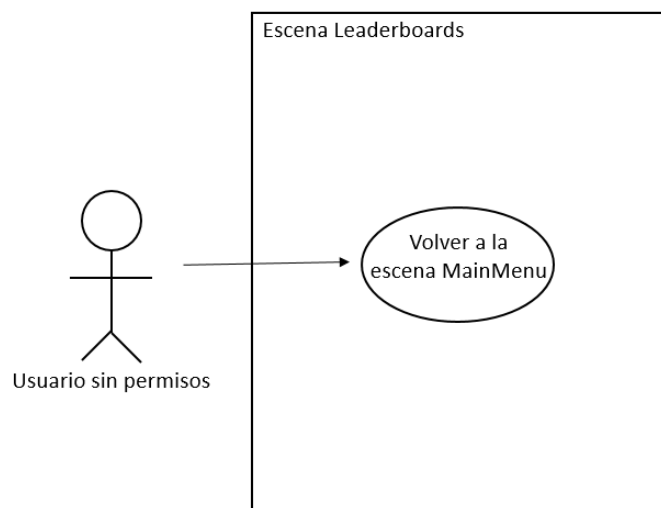 Escena Leaderboards
Volver a la
escena MainMenu
Usuario sin permisos